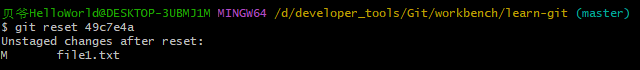 贝爷HelloWorld@DESKTOP-3UBMJ1M MINGW64 /d/developer_tools/Git/workbench/learn-git (master)
$ git reset 49c7e4a
Unstaged changes after reset:
M       file1.txt